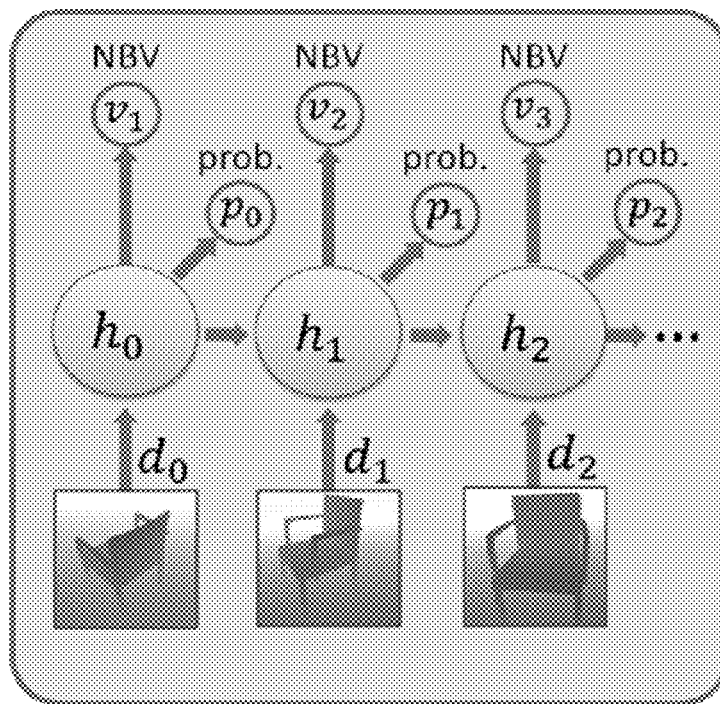 NBV NBV NBV
v₁ v₂ v₃
prob. prob. prob.
p₀ p₁ p₂
h₀ h₁ h₂ ...
d₀ d₁ d₂